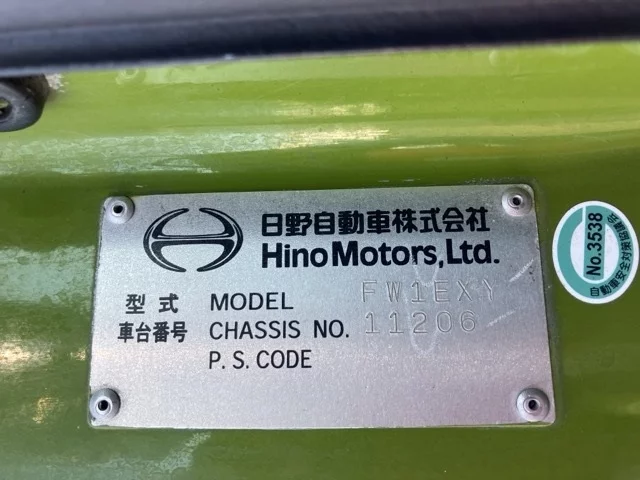 日野自動車株式会社
Hino Motors, Ltd.
型式 MODEL FW1EXY
車台番号 CHASSIS NO. 11206
P. S. CODE
No.3538